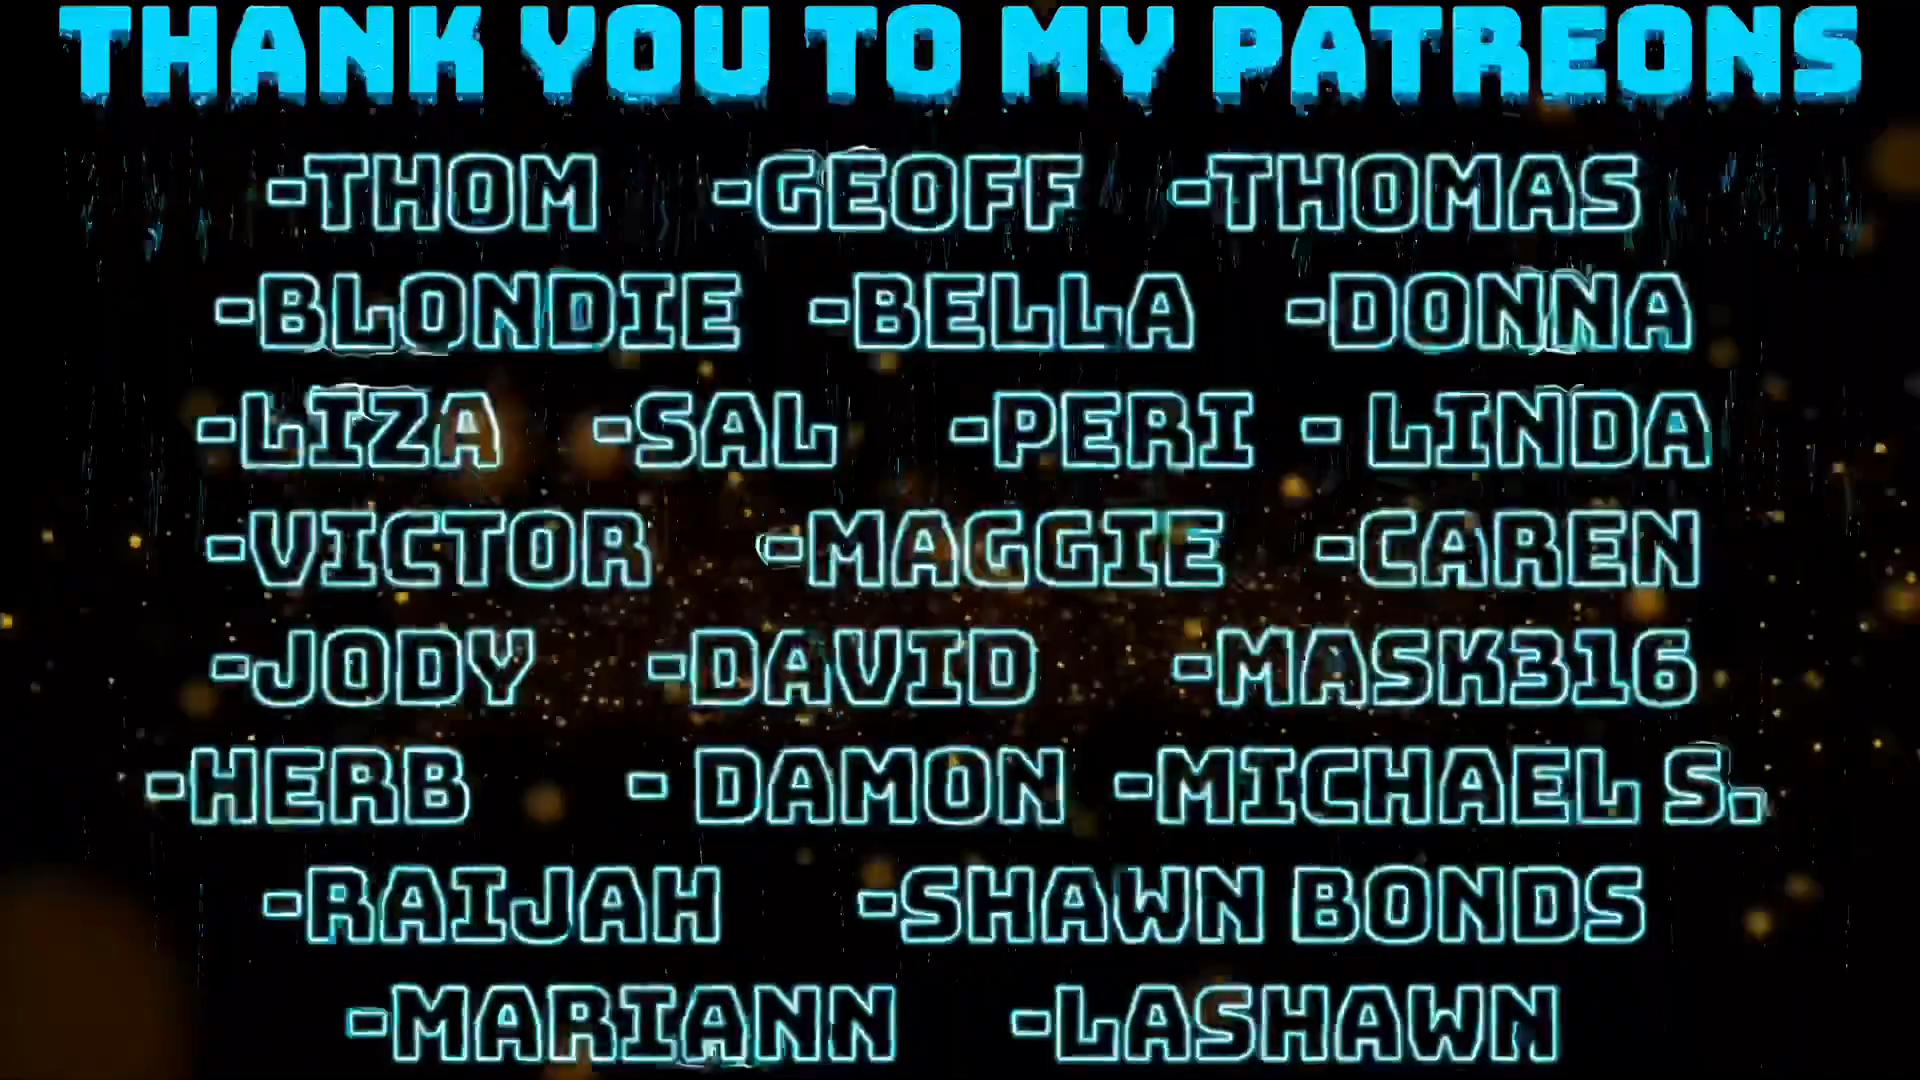 THANK YOU TO MY PATREONS
-THOM -GEOFF -THOMAS
-BLONDIE -BELLA -DONNA
-LIZA -SAL -PERI - LINDA
-VICTOR -MAGGIE -CAREN
-JODY -DAVID -MASK316
-HERB - DAMON -MICHAEL S.
-RAIJAH -SHAWN BONDS
-MARIANN -LASHAWN